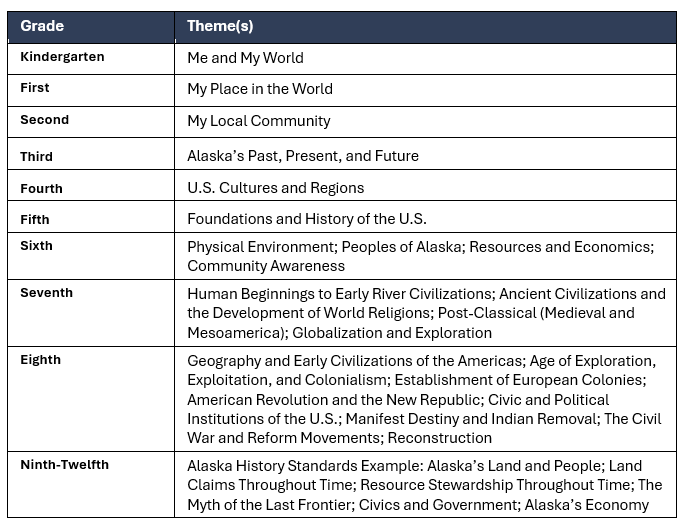 Grade Theme(s)
Kindergarten Me and My World
First My Place in the World
Second My Local Community
Third Alaska’s Past, Present, and Future
Fourth U.S. Cultures and Regions
Fifth Foundations and History of the U.S.
Sixth Physical Environment; Peoples of Alaska; Resources and Economics;
Community Awareness
Seventh Human Beginnings to Early River Civilizations; Ancient Civilizations and
the Development of World Religions; Post-Classical (Medieval and
Mesoamerica); Globalization and Exploration
Eighth Geography and Early Civilizations of the Americas; Age of Exploration,
Exploitation, and Colonialism; Establishment of European Colonies;
American Revolution and the New Republic; Civic and Political
Institutions of the U.S.; Manifest Destiny and Indian Removal; The Civil
War and Reform Movements; Reconstruction
Ninth-Twelfth Alaska History Standards Example: Alaska’s Land and People; Land
Claims Throughout Time; Resource Stewardship Throughout Time; The
Myth of the Last Frontier; Civics and Government; Alaska’s Economy